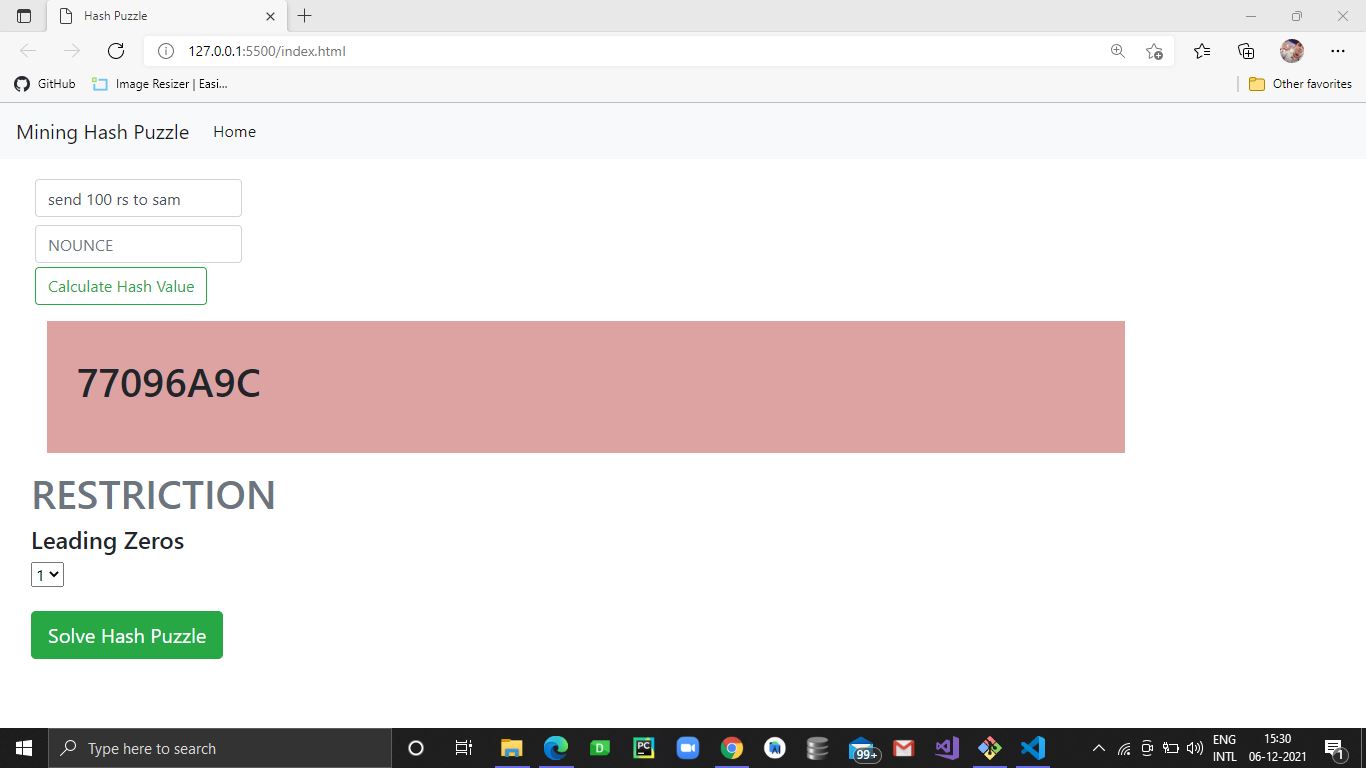 Hash Puzzle
127.0.0.1:5500/index.html
GitHub Image Resizer | Easi... Other favorites
Mining Hash Puzzle Home
send 100 rs to sam
NOUNCE
Calculate Hash Value
77096A9C
RESTRICTION
Leading Zeros
1
Solve Hash Puzzle
Type here to search D PC 99+ ENG 15:30
INTL 06-12-2021 1